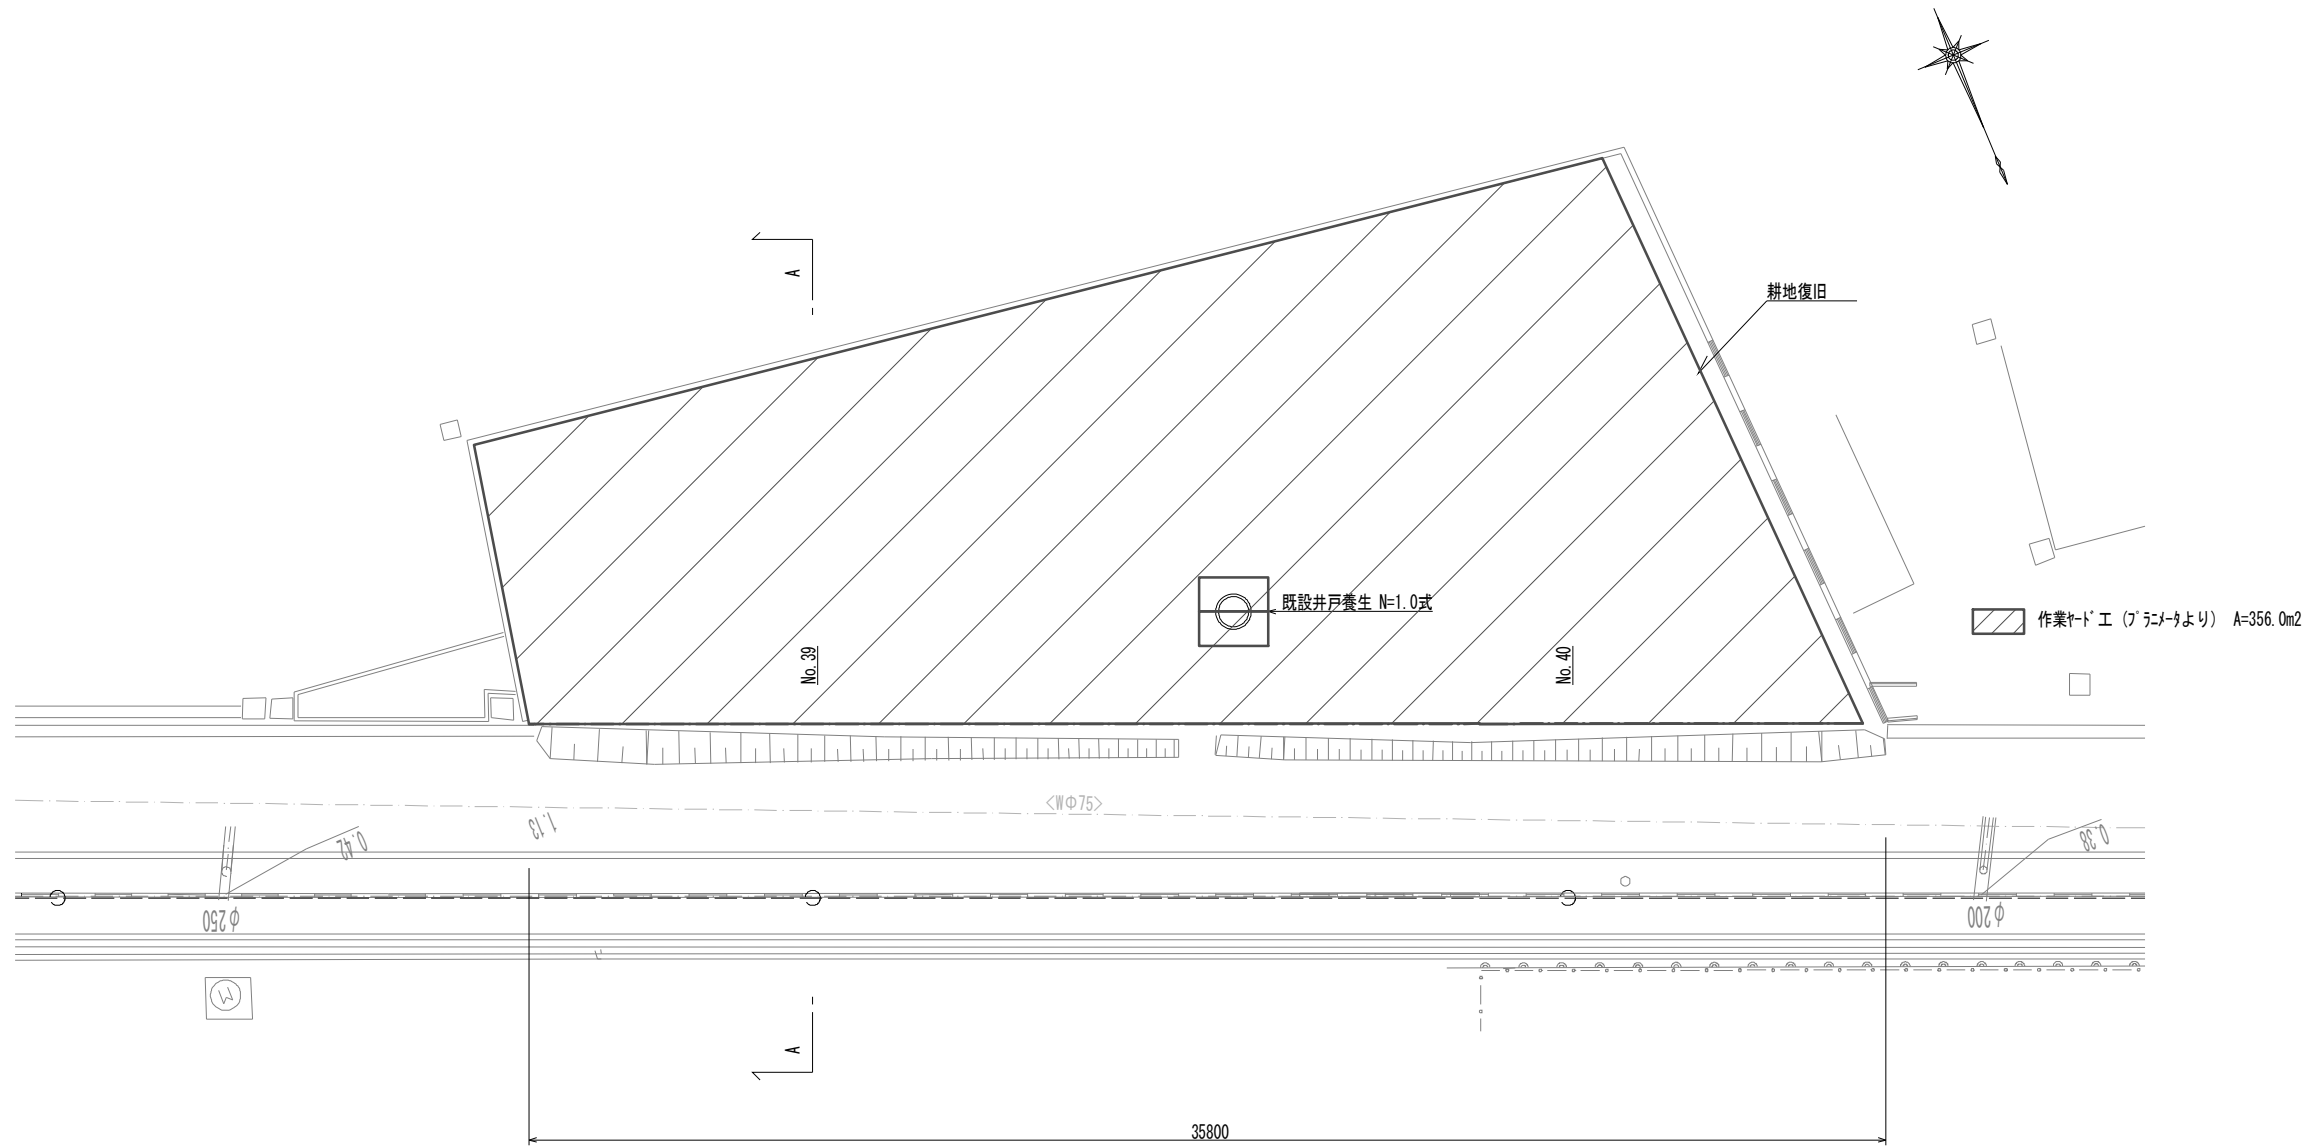 A
耕地復旧
既設井戸養生 N=1.0式
作業ﾔｰﾄﾞ工（ﾌﾟﾗﾆﾒｰﾀより） A=356.0m2
No.39
No.40
<WΦ75>
1.13
0.42
0.38
φ250
φ200
W
A
35800